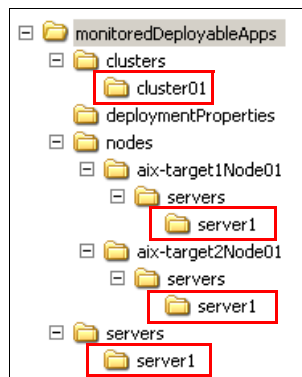 monitoredDeployableApps
clusters
cluster01
deploymentProperties
nodes
aix-target1Node01
servers
server1
aix-target2Node01
servers
server1
servers
server1